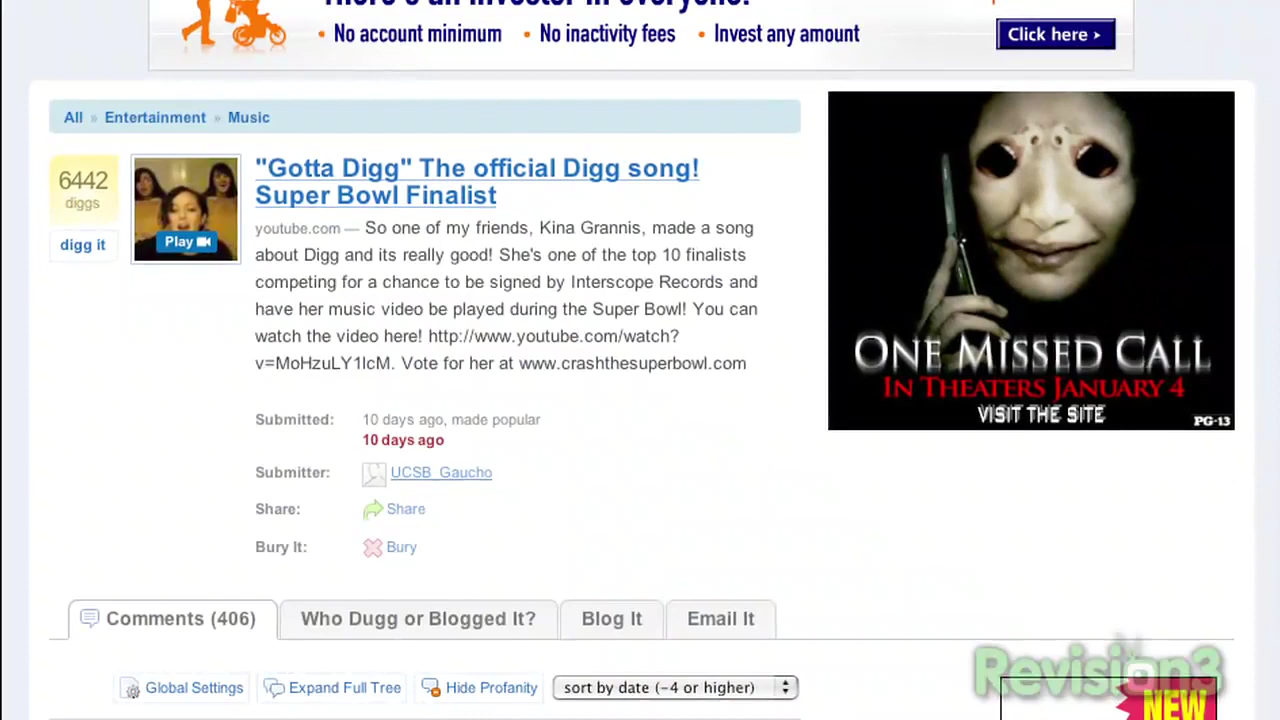 There's an investor in everyone.
• No account minimum • No inactivity fees • Invest any amount
Click here ›
All » Entertainment » Music
6442
diggs
digg it
Play
"Gotta Digg" The official Digg song!
Super Bowl Finalist
youtube.com — So one of my friends, Kina Grannis, made a song
about Digg and its really good! She's one of the top 10 finalists
competing for a chance to be signed by Interscope Records and
have her music video be played during the Super Bowl! You can
watch the video here! http://www.youtube.com/watch?
v=MoHzuLY1lcM. Vote for her at www.crashthesuperbowl.com
Submitted: 10 days ago, made popular
10 days ago
Submitter: UCSB_Gaucho
Share: Share
Bury It: Bury
ONE MISSED CALL
IN THEATERS JANUARY 4
VISIT THE SITE
PG-13
Comments (406) Who Dugg or Blogged It? Blog It Email It
Global Settings Expand Full Tree Hide Profanity sort by date (-4 or higher)
Revision3
NEW